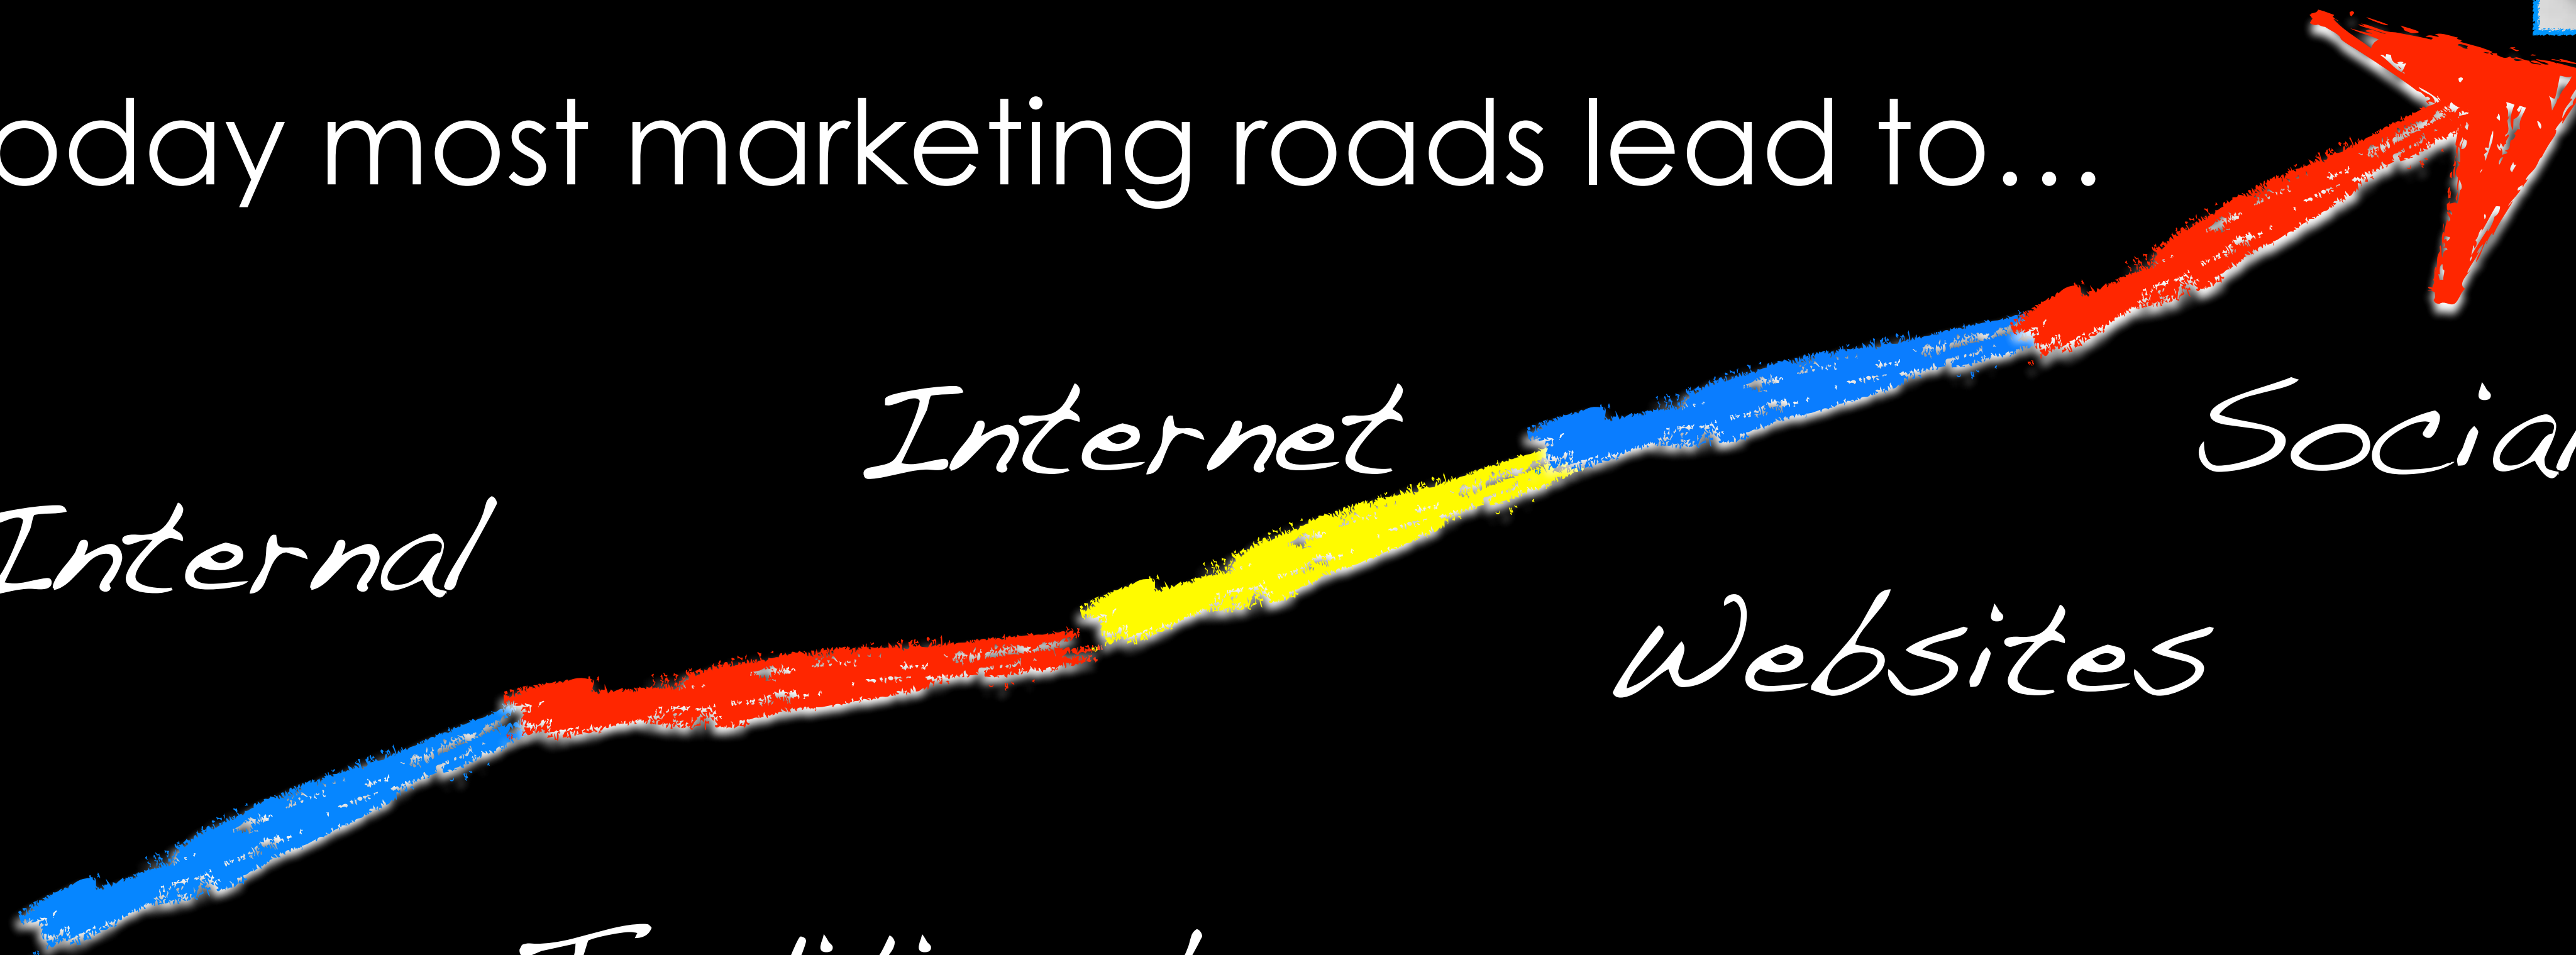 oday most marketing roads lead to...
Internet
Social
Internal
Websites